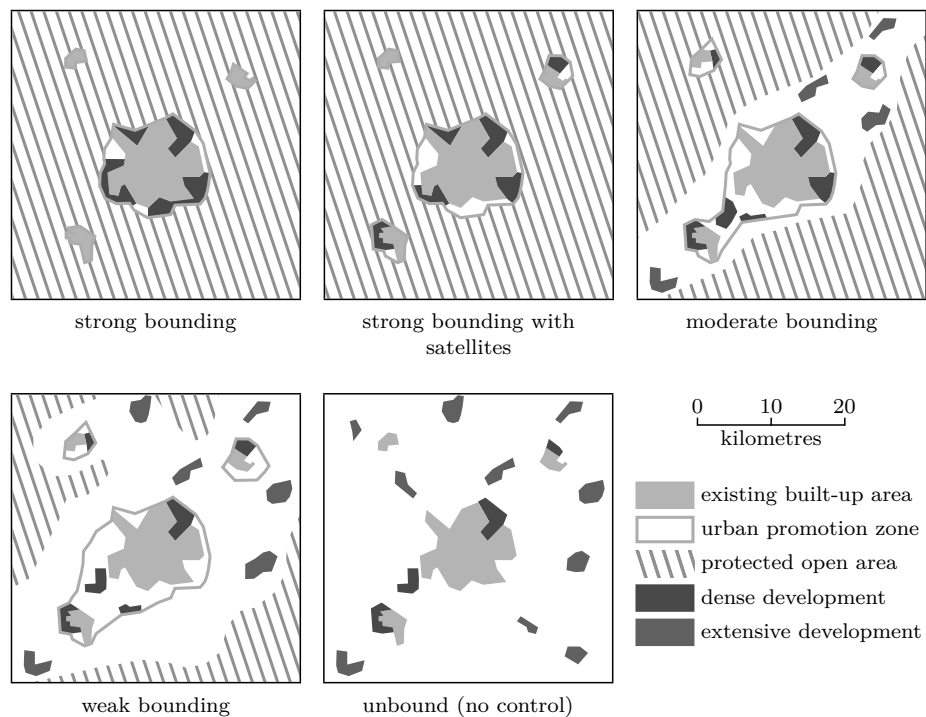 strong bounding
strong bounding with
satellites
moderate bounding
0 10 20
kilometres
existing built-up area
urban promotion zone
protected open area
dense development
extensive development
weak bounding
unbound (no control)